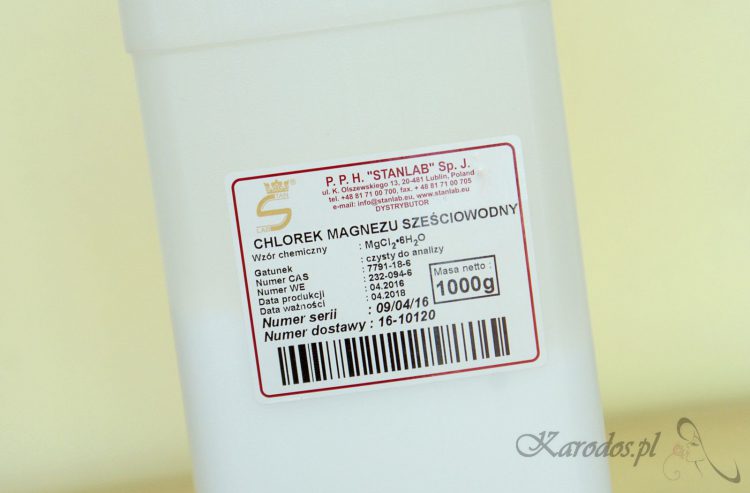 STAN
LAB
P. P. H. "STANLAB" Sp. J.
ul. K. Olszewskiego 13, 20-481 Lublin, Poland
tel. +48 81 71 00 700, fax. + 48 81 71 00 705
e-mail: info@stanlab.eu, www.stanlab.eu
DYSTRYBUTOR
CHLOREK MAGNEZU SZEŚCIOWODNY
Wzór chemiczny : MgCl2•6H2O
Gatunek : czysty do analizy
Numer CAS : 7791-18-6
Numer WE : 232-094-6
Data produkcji : 04.2016
Data ważności : 04.2018
Masa netto :
1000g
Numer serii : 09/04/16
Numer dostawy : 16-10120
Karodos.pl